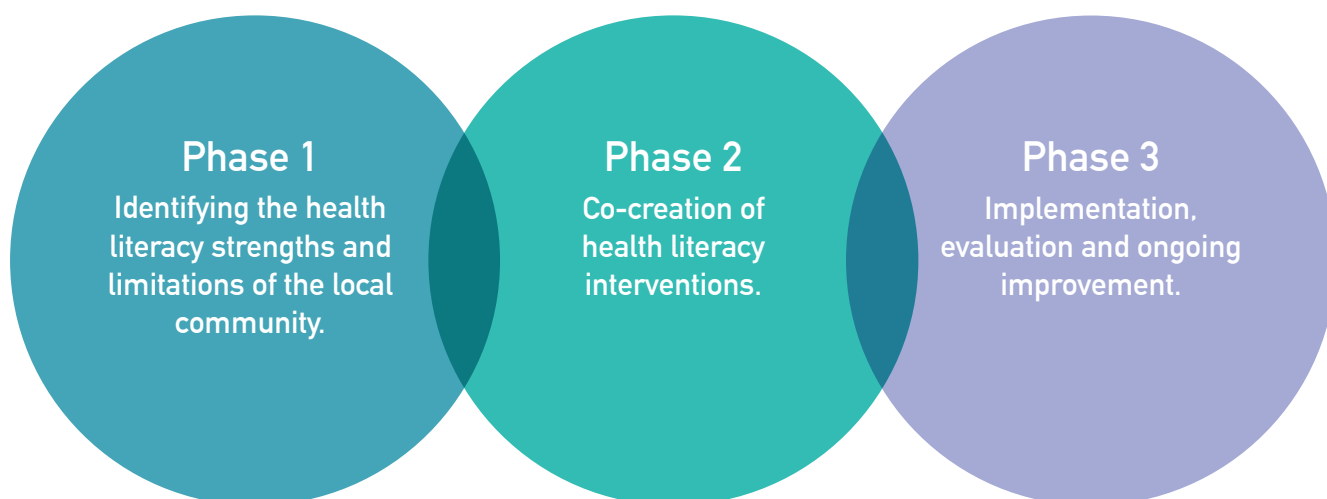 Phase 1
Identifying the health
literacy strengths and
limitations of the local
community.
Phase 2
Co-creation of
health literacy
interventions.
Phase 3
Implementation,
evaluation and ongoing
improvement.